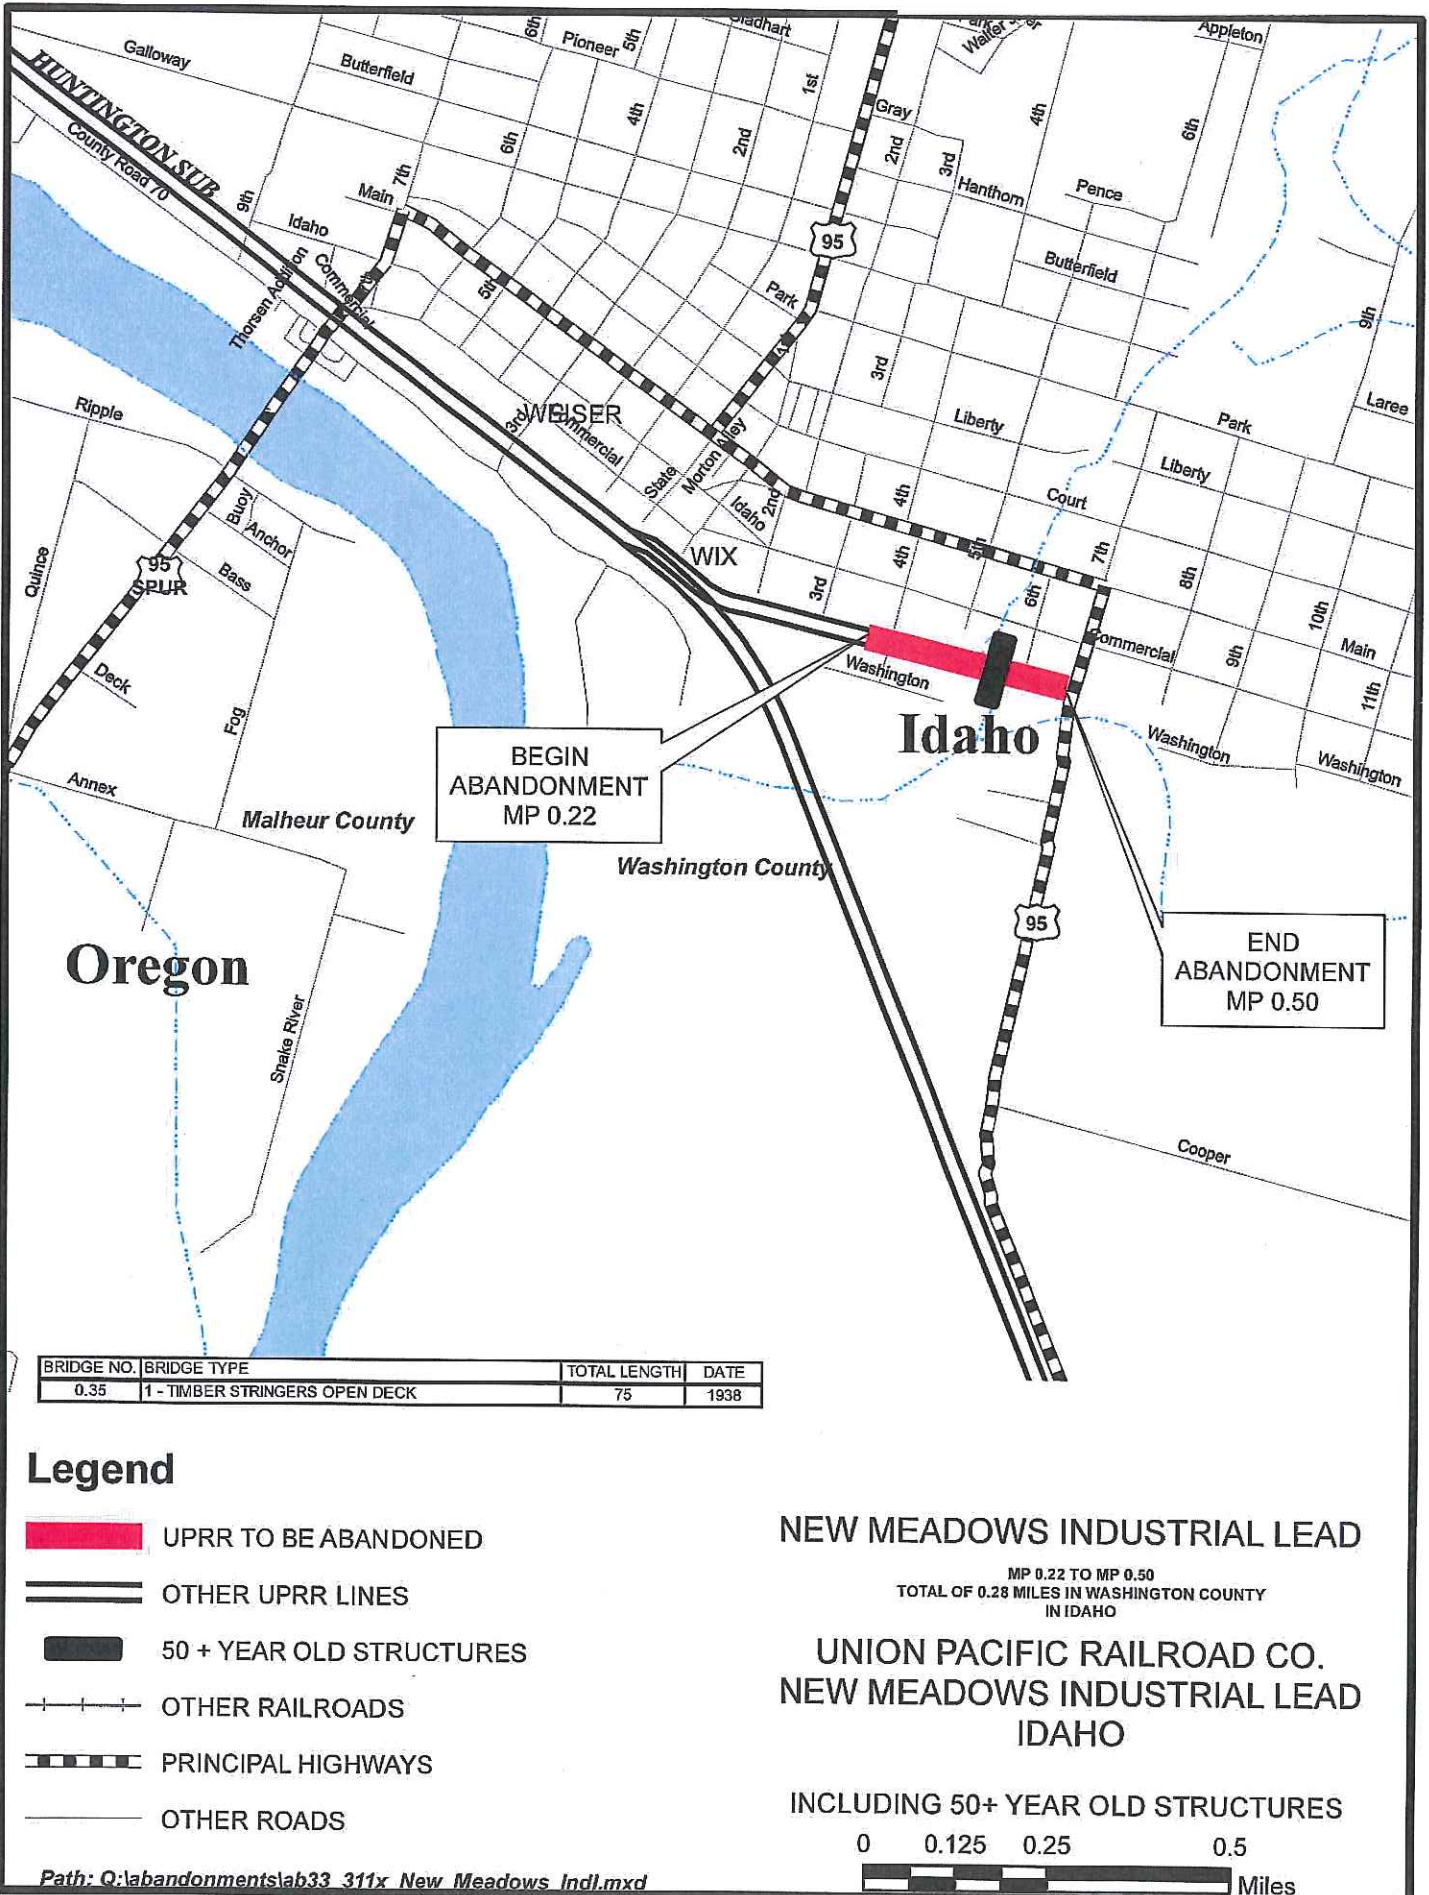 Galloway
Butterfield
6th
Pioneer
5th
Gladhart
1st
Park
Walter
Appleton
HUNTINGTON SUB
County Road 70
4th
6th
2nd
Gray
2nd
3rd
4th
6th
9th
Main
7th
Hanthorn
Pence
Idaho
Thorsen Addition
Commercial
95
Butterfield
5th
Park
9th
3rd
Ripple
3rd
WEISER
Commercial
Liberty
Park
Laree
Liberty
Morton Alley
State
Idaho
2nd
4th
Court
Buoy
Anchor
Bass
Quince
95
SPUR
WIX
3rd
4th
5th
6th
7th
8th
10th
9th
Commercial
Main
11th
Washington
Deck
Fog
Idaho
Washington
Washington
BEGIN
ABANDONMENT
MP 0.22
Annex
Malheur County
Washington County
95
END
ABANDONMENT
MP 0.50
Oregon
Snake River
Cooper
BRIDGE NO. BRIDGE TYPE TOTAL LENGTH DATE
0.35 1 - TIMBER STRINGERS OPEN DECK 75 1938
Legend
UPRR TO BE ABANDONED
OTHER UPRR LINES
50 + YEAR OLD STRUCTURES
OTHER RAILROADS
PRINCIPAL HIGHWAYS
OTHER ROADS
Path: Q:\abandonments\ab33_311x_New_Meadows_Indl.mxd
NEW MEADOWS INDUSTRIAL LEAD
MP 0.22 TO MP 0.50
TOTAL OF 0.28 MILES IN WASHINGTON COUNTY
IN IDAHO
UNION PACIFIC RAILROAD CO.
NEW MEADOWS INDUSTRIAL LEAD
IDAHO
INCLUDING 50+ YEAR OLD STRUCTURES
0 0.125 0.25 0.5
Miles